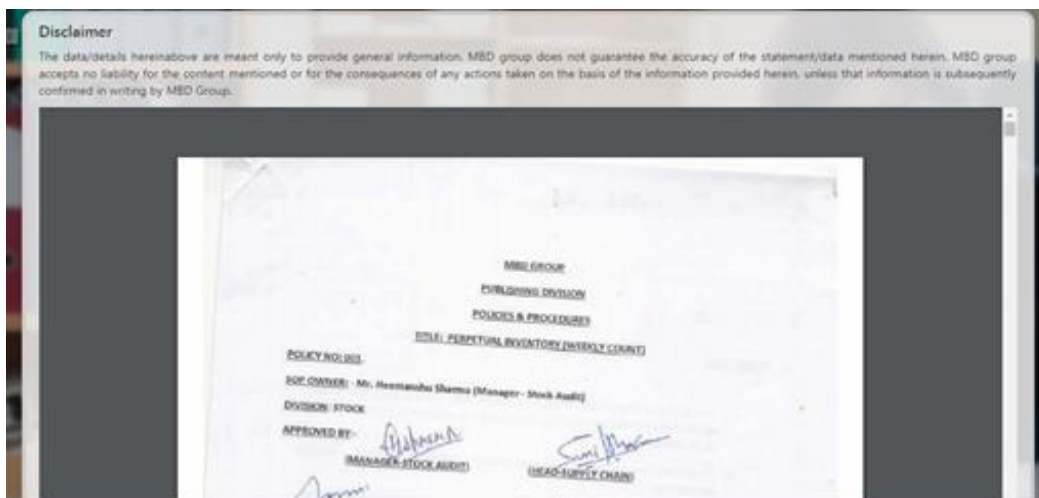 Disclaimer
The data/details hereinabove are meant only to provide general information. MBD group does not guarantee the accuracy of the statement/data mentioned herein. MBD group
accepts no liability for the content mentioned or for the consequences of any actions taken on the basis of the information provided herein, unless that information is subsequently
confirmed in writing by MBD Group.
MBD GROUP
PUBLISHING DIVISION
POLICIES & PROCEDURES
TITLE: PERPETUAL INVENTORY (WEEKLY COUNT)
POLICY NO: 001.
SOP OWNER: - Mr. Heemanshu Sharma (Manager - Stock Audit)
DIVISION: STOCK
APPROVED BY:-
(MANAGER-STOCK AUDIT) (HEAD-SUPPLY CHAIN)